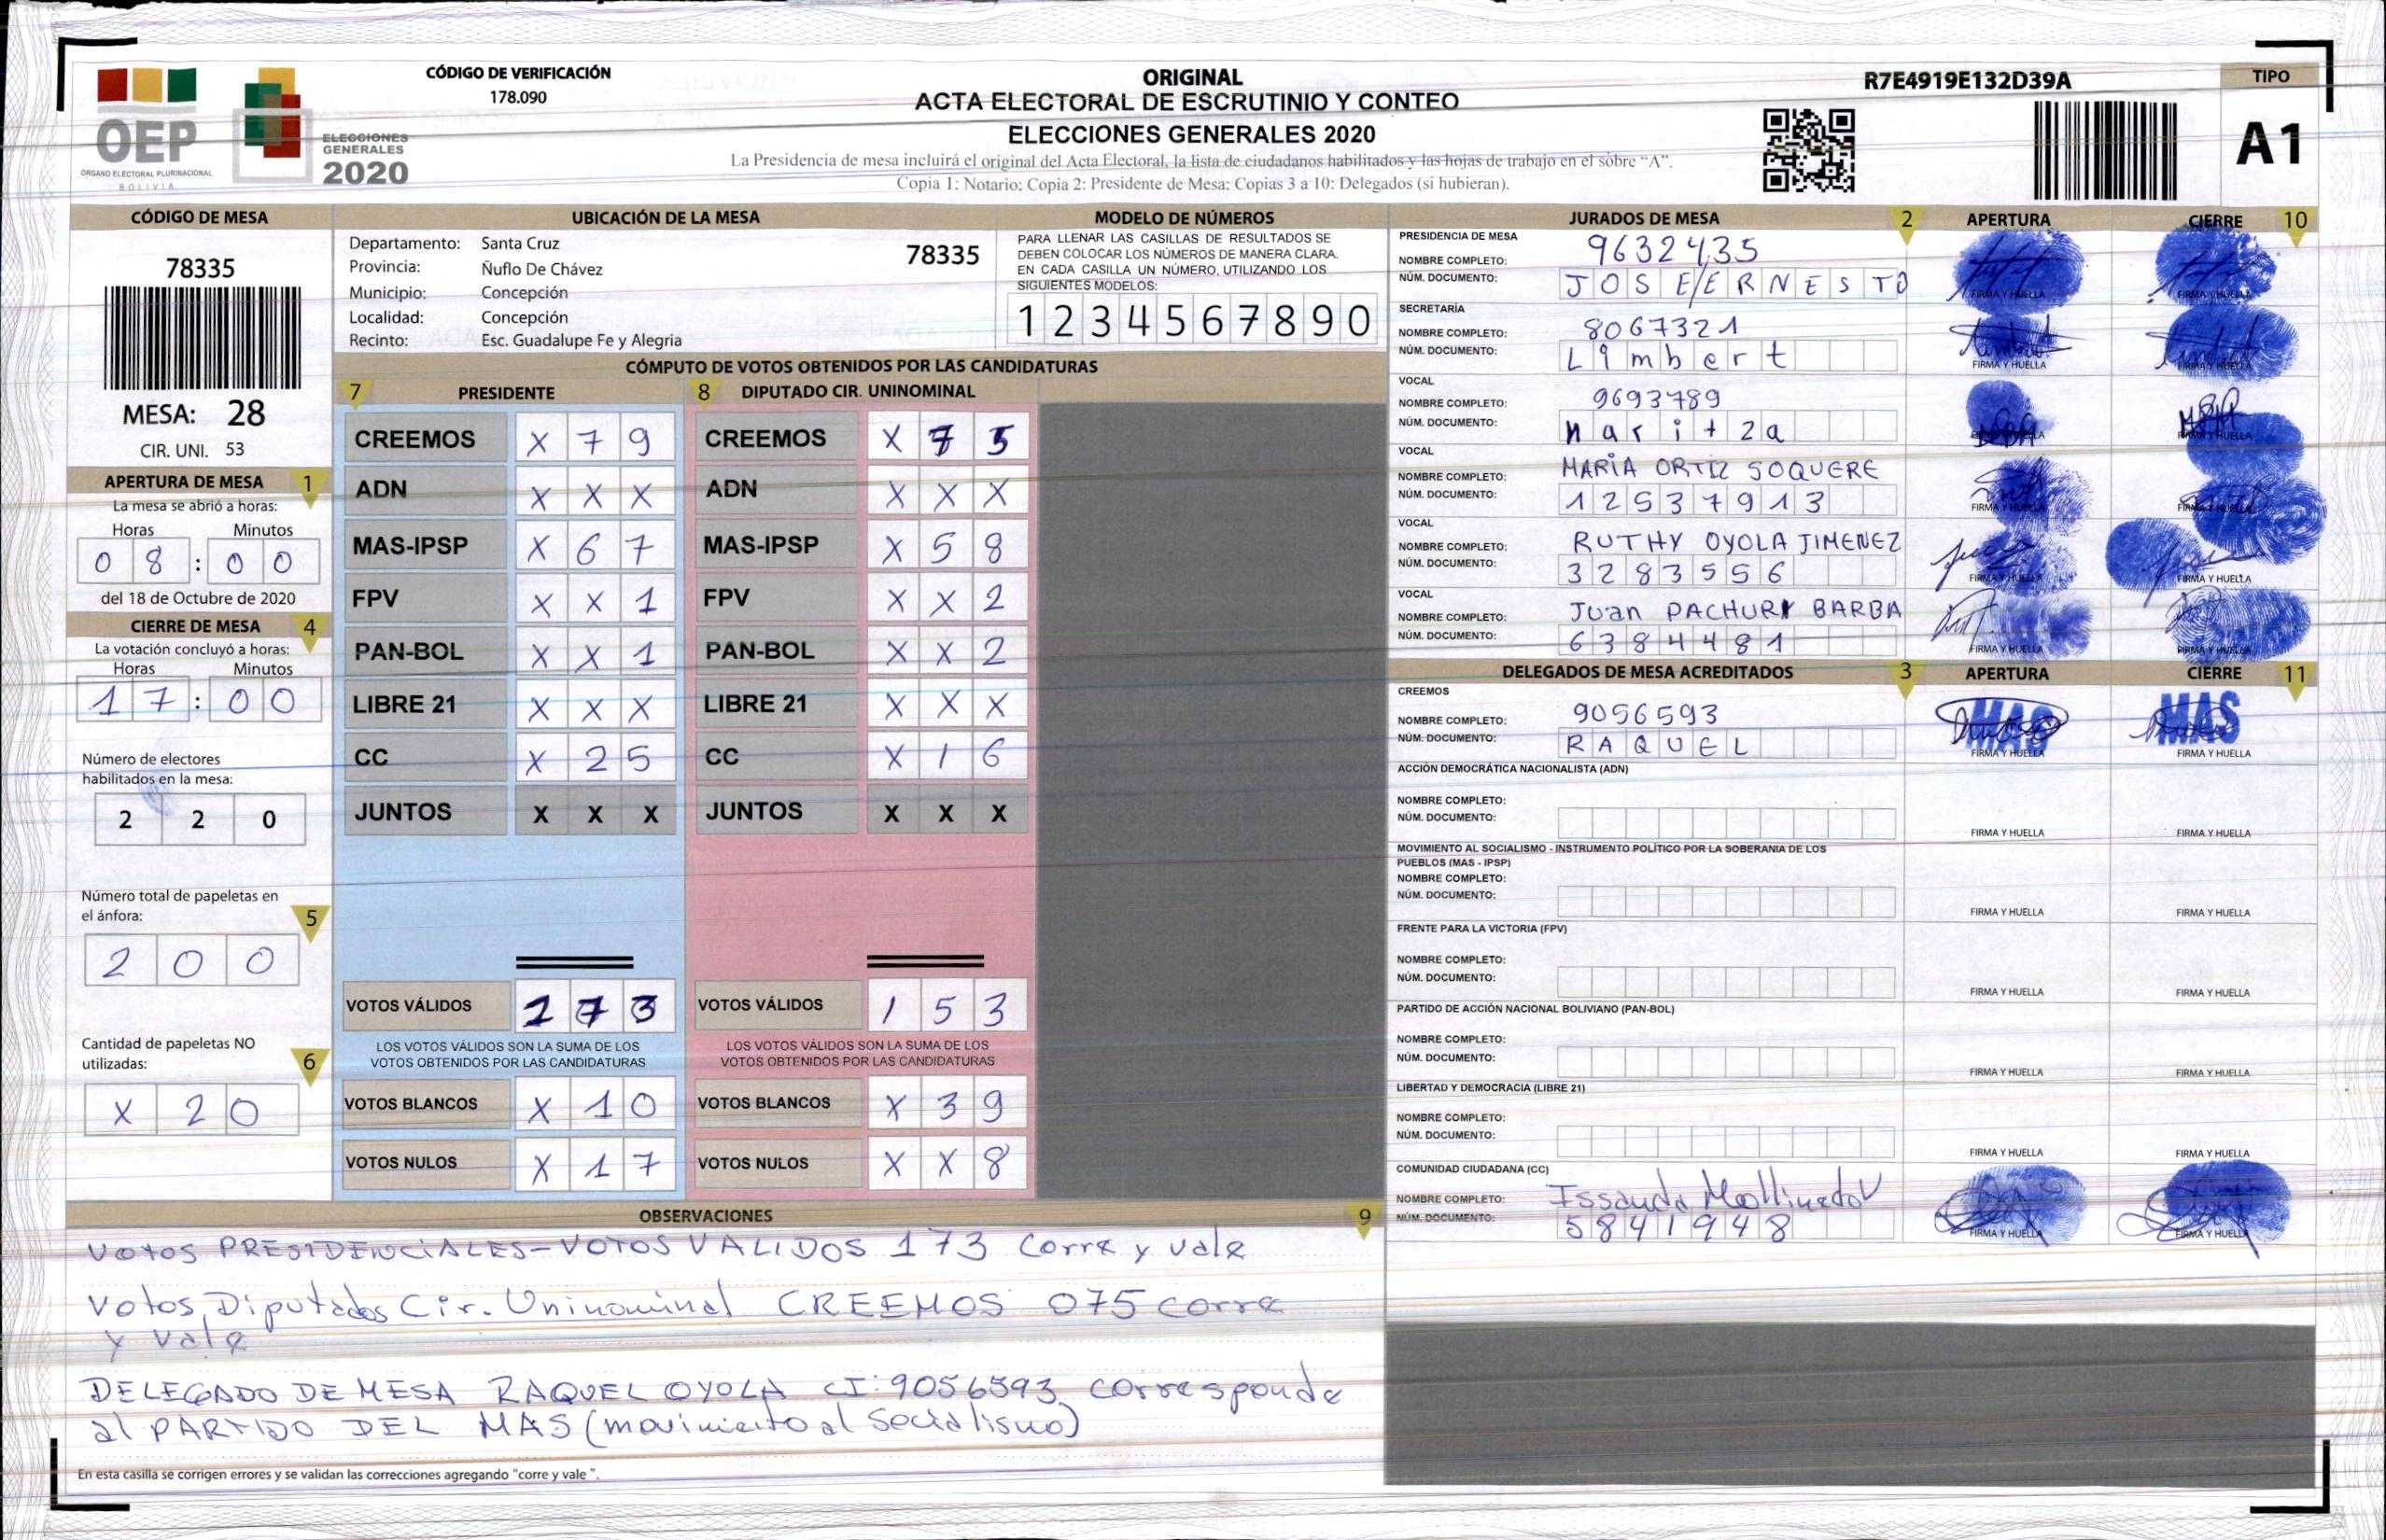 CÓDIGO DE VERIFICACIÓN
178.090
OEP
ÓRGANO ELECTORAL PLURINACIONAL
BOLIVIA
ELECCIONES
GENERALES
2020
ORIGINAL
ACTA ELECTORAL DE ESCRUTINIO Y CONTEO
ELECCIONES GENERALES 2020
La Presidencia de mesa incluirá el original del Acta Electoral, la lista de ciudadanos habilitados y las hojas de trabajo en el sobre "A".
Copia 1: Notario; Copia 2: Presidente de Mesa; Copias 3 a 10: Delegados (si hubieran).
R7E4919E132D39A
TIPO
A1
CÓDIGO DE MESA
78335
MESA: 28
CIR. UNI. 53
APERTURA DE MESA 1
La mesa se abrió a horas:
Horas Minutos
0 8 : 0 0
del 18 de Octubre de 2020
CIERRE DE MESA 4
La votación concluyó a horas:
Horas Minutos
1 7 : 0 0
Número de electores
habilitados en la mesa:
2 2 0
Número total de papeletas en
el ánfora: 5
2 0 0
Cantidad de papeletas NO
utilizadas: 6
X 2 0
UBICACIÓN DE LA MESA
Departamento: Santa Cruz 78335
Provincia: Ñuflo De Chávez
Municipio: Concepción
Localidad: Concepción
Recinto: Esc. Guadalupe Fe y Alegria
MODELO DE NÚMEROS
PARA LLENAR LAS CASILLAS DE RESULTADOS SE
DEBEN COLOCAR LOS NÚMEROS DE MANERA CLARA.
EN CADA CASILLA UN NÚMERO, UTILIZANDO LOS
SIGUIENTES MODELOS:
1 2 3 4 5 6 7 8 9 0
CÓMPUTO DE VOTOS OBTENIDOS POR LAS CANDIDATURAS
7 PRESIDENTE 8 DIPUTADO CIR. UNINOMINAL
CREEMOS X 7 9 CREEMOS X 7 5
ADN X X X ADN X X X
MAS-IPSP X 6 7 MAS-IPSP X 5 8
FPV X X 1 FPV X X 2
PAN-BOL X X 1 PAN-BOL X X 2
LIBRE 21 X X X LIBRE 21 X X X
CC X 2 5 CC X 1 6
JUNTOS X X X JUNTOS X X X
VOTOS VÁLIDOS 1 7 3 VOTOS VÁLIDOS 1 5 3
LOS VOTOS VÁLIDOS SON LA SUMA DE LOS LOS VOTOS VÁLIDOS SON LA SUMA DE LOS
VOTOS OBTENIDOS POR LAS CANDIDATURAS VOTOS OBTENIDOS POR LAS CANDIDATURAS
VOTOS BLANCOS X 1 0 VOTOS BLANCOS X 3 9
VOTOS NULOS X 1 7 VOTOS NULOS X X 8
JURADOS DE MESA 2 APERTURA CIERRE 10
PRESIDENCIA DE MESA
NOMBRE COMPLETO: 9632435
NÚM. DOCUMENTO: JOSE/ERNESTO
FIRMA Y HUELLA FIRMA Y HUELLA
SECRETARÍA
NOMBRE COMPLETO: 8067321
NÚM. DOCUMENTO: Limbert
FIRMA Y HUELLA FIRMA Y HUELLA
VOCAL
NOMBRE COMPLETO: 9693789
NÚM. DOCUMENTO: Maritza
FIRMA Y HUELLA
VOCAL
NOMBRE COMPLETO: MARIA ORTIZ SOQUERE
NÚM. DOCUMENTO: 12537913
FIRMA Y HUELLA FIRMA Y HUELLA
VOCAL
NOMBRE COMPLETO: RUTHY OYOLA JIMENEZ
NÚM. DOCUMENTO: 3283556
FIRMA Y HUELLA FIRMA Y HUELLA
VOCAL
NOMBRE COMPLETO: Juan PACHURI BARBA
NÚM. DOCUMENTO: 6384481
FIRMA Y HUELLA FIRMA Y HUELLA
DELEGADOS DE MESA ACREDITADOS 3 APERTURA CIERRE 11
CREEMOS
NOMBRE COMPLETO: 9056593 MAS MAS
NÚM. DOCUMENTO: RAQUEL
FIRMA Y HUELLA FIRMA Y HUELLA
ACCIÓN DEMOCRÁTICA NACIONALISTA (ADN)
NOMBRE COMPLETO:
NÚM. DOCUMENTO:
FIRMA Y HUELLA FIRMA Y HUELLA
MOVIMIENTO AL SOCIALISMO - INSTRUMENTO POLÍTICO POR LA SOBERANIA DE LOS
PUEBLOS (MAS - IPSP)
NOMBRE COMPLETO:
NÚM. DOCUMENTO:
FIRMA Y HUELLA FIRMA Y HUELLA
FRENTE PARA LA VICTORIA (FPV)
NOMBRE COMPLETO:
NÚM. DOCUMENTO:
FIRMA Y HUELLA FIRMA Y HUELLA
PARTIDO DE ACCIÓN NACIONAL BOLIVIANO (PAN-BOL)
NOMBRE COMPLETO:
NÚM. DOCUMENTO:
FIRMA Y HUELLA FIRMA Y HUELLA
LIBERTAD Y DEMOCRACIA (LIBRE 21)
NOMBRE COMPLETO:
NÚM. DOCUMENTO:
FIRMA Y HUELLA FIRMA Y HUELLA
COMUNIDAD CIUDADANA (CC)
NOMBRE COMPLETO:
NÚM. DOCUMENTO: 5841948
FIRMA Y HUELLA FIRMA Y HUELLA
OBSERVACIONES 9
VOTOS PRESIDENCIALES-VOTOS VALIDOS 173 Corre y vale
Votos Diputados Cir. Uninominal CREEMOS 075 corre
y vale
DELEGADO DE MESA RAQUEL OYOLA CI: 9056593 corresponde
al PARTIDO DEL MAS (movimiento al Socialismo)
En esta casilla se corrigen errores y se validan las correcciones agregando "corre y vale ".